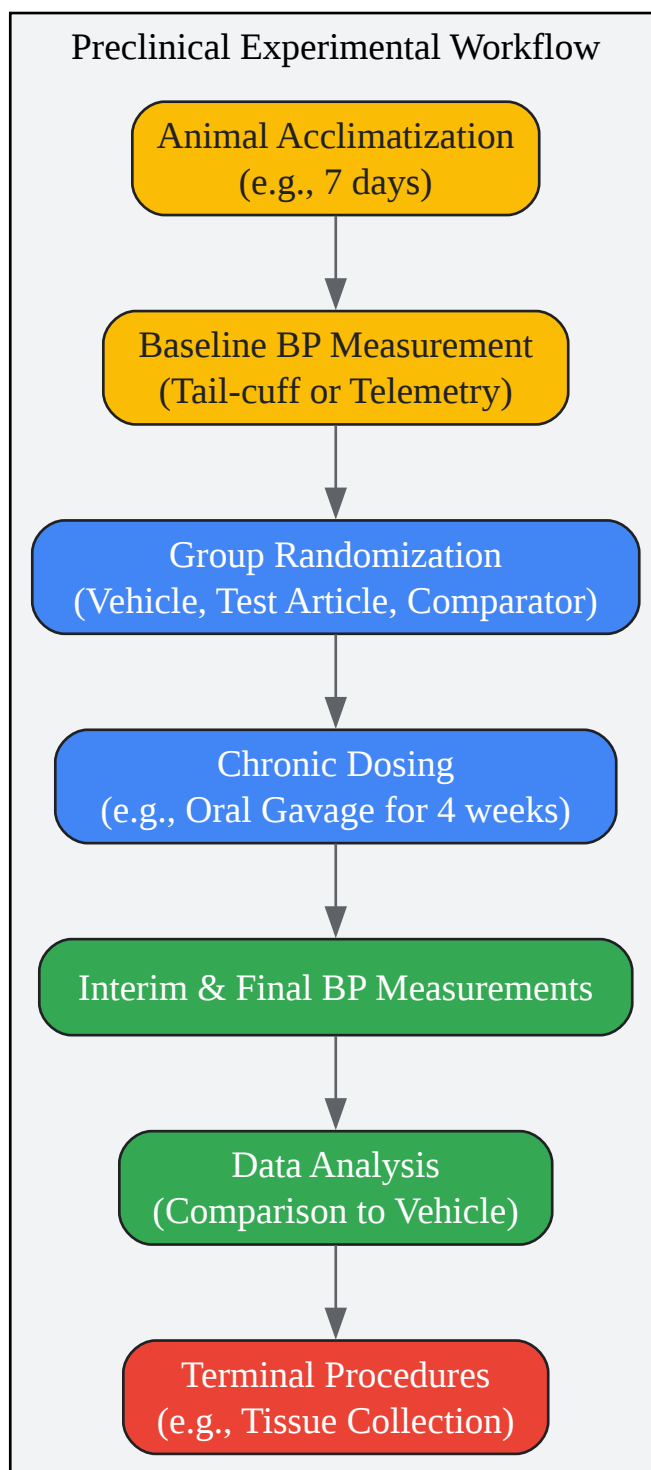 Preclinical Experimental Workflow
Animal Acclimatization
(e.g., 7 days)
Baseline BP Measurement
(Tail-cuff or Telemetry)
Group Randomization
(Vehicle, Test Article, Comparator)
Chronic Dosing
(e.g., Oral Gavage for 4 weeks)
Interim & Final BP Measurements
Data Analysis
(Comparison to Vehicle)
Terminal Procedures
(e.g., Tissue Collection)